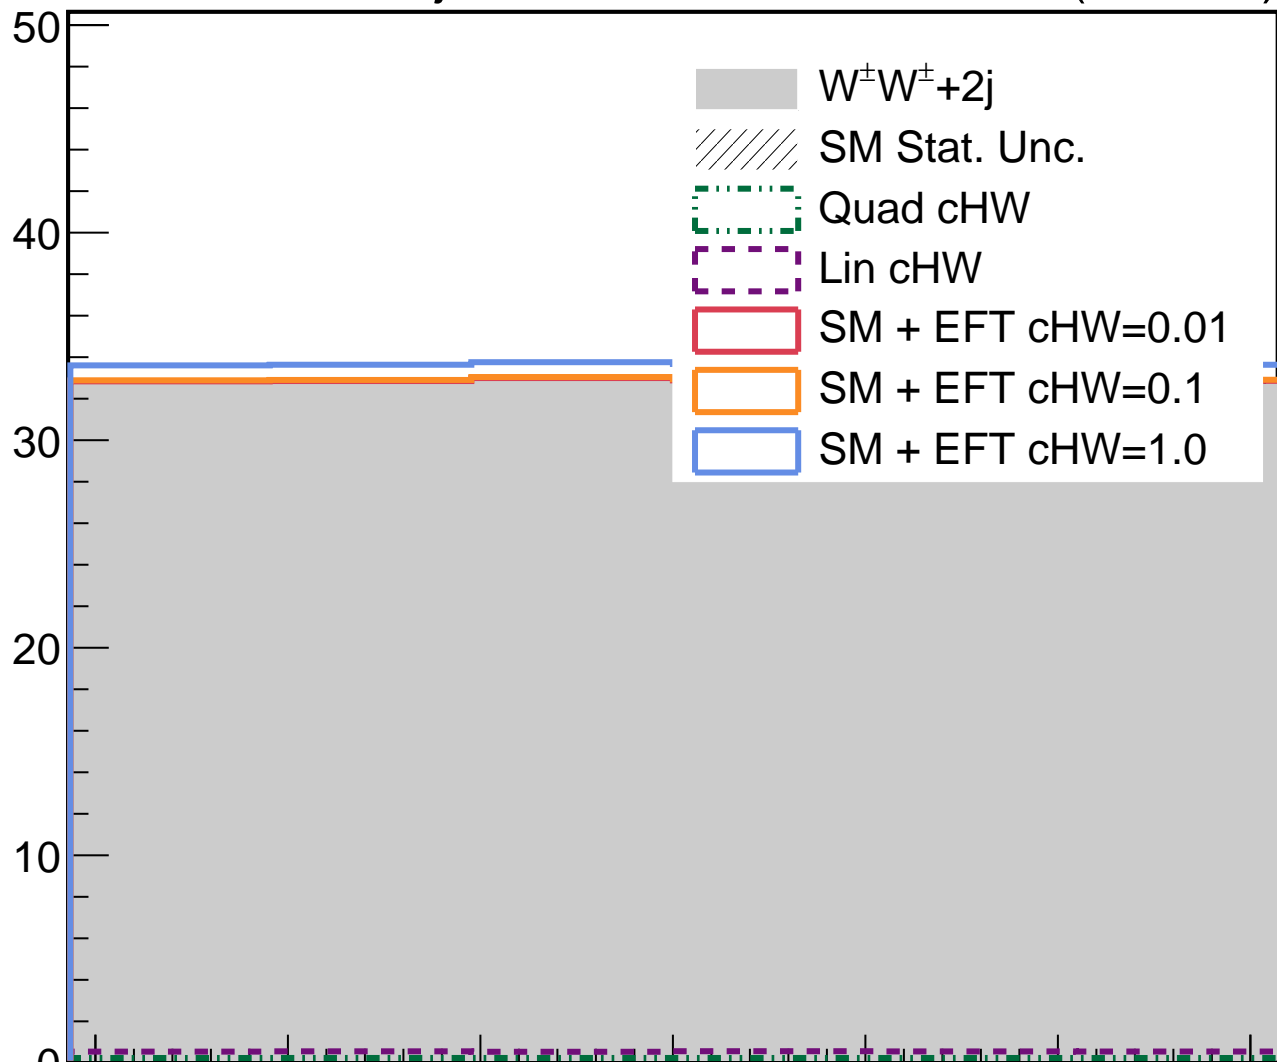 50
40
30
20
10
0
W±W±+2j
SM Stat. Unc.
Quad cHW
Lin cHW
SM + EFT cHW=0.01
SM + EFT cHW=0.1
SM + EFT cHW=1.0